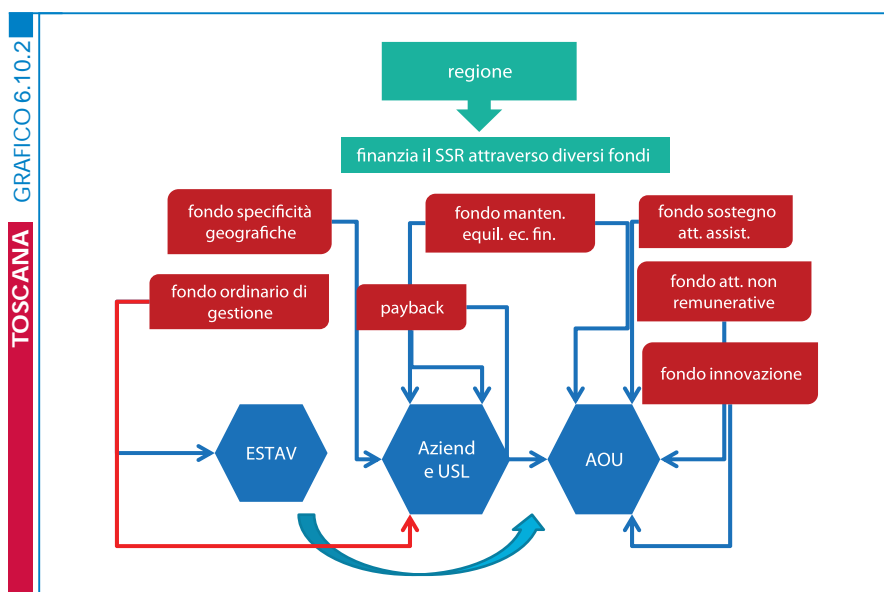 GRAFICO 6.10.2
TOSCANA
regione
finanzia il SSR attraverso diversi fondi
fondo specificità
geografiche
fondo manten.
equil. ec. fin.
fondo sostegno
att. assist.
fondo ordinario di
gestione
payback
fondo att. non
remunerative
fondo innovazione
ESTAV
Aziend
e USL
AOU